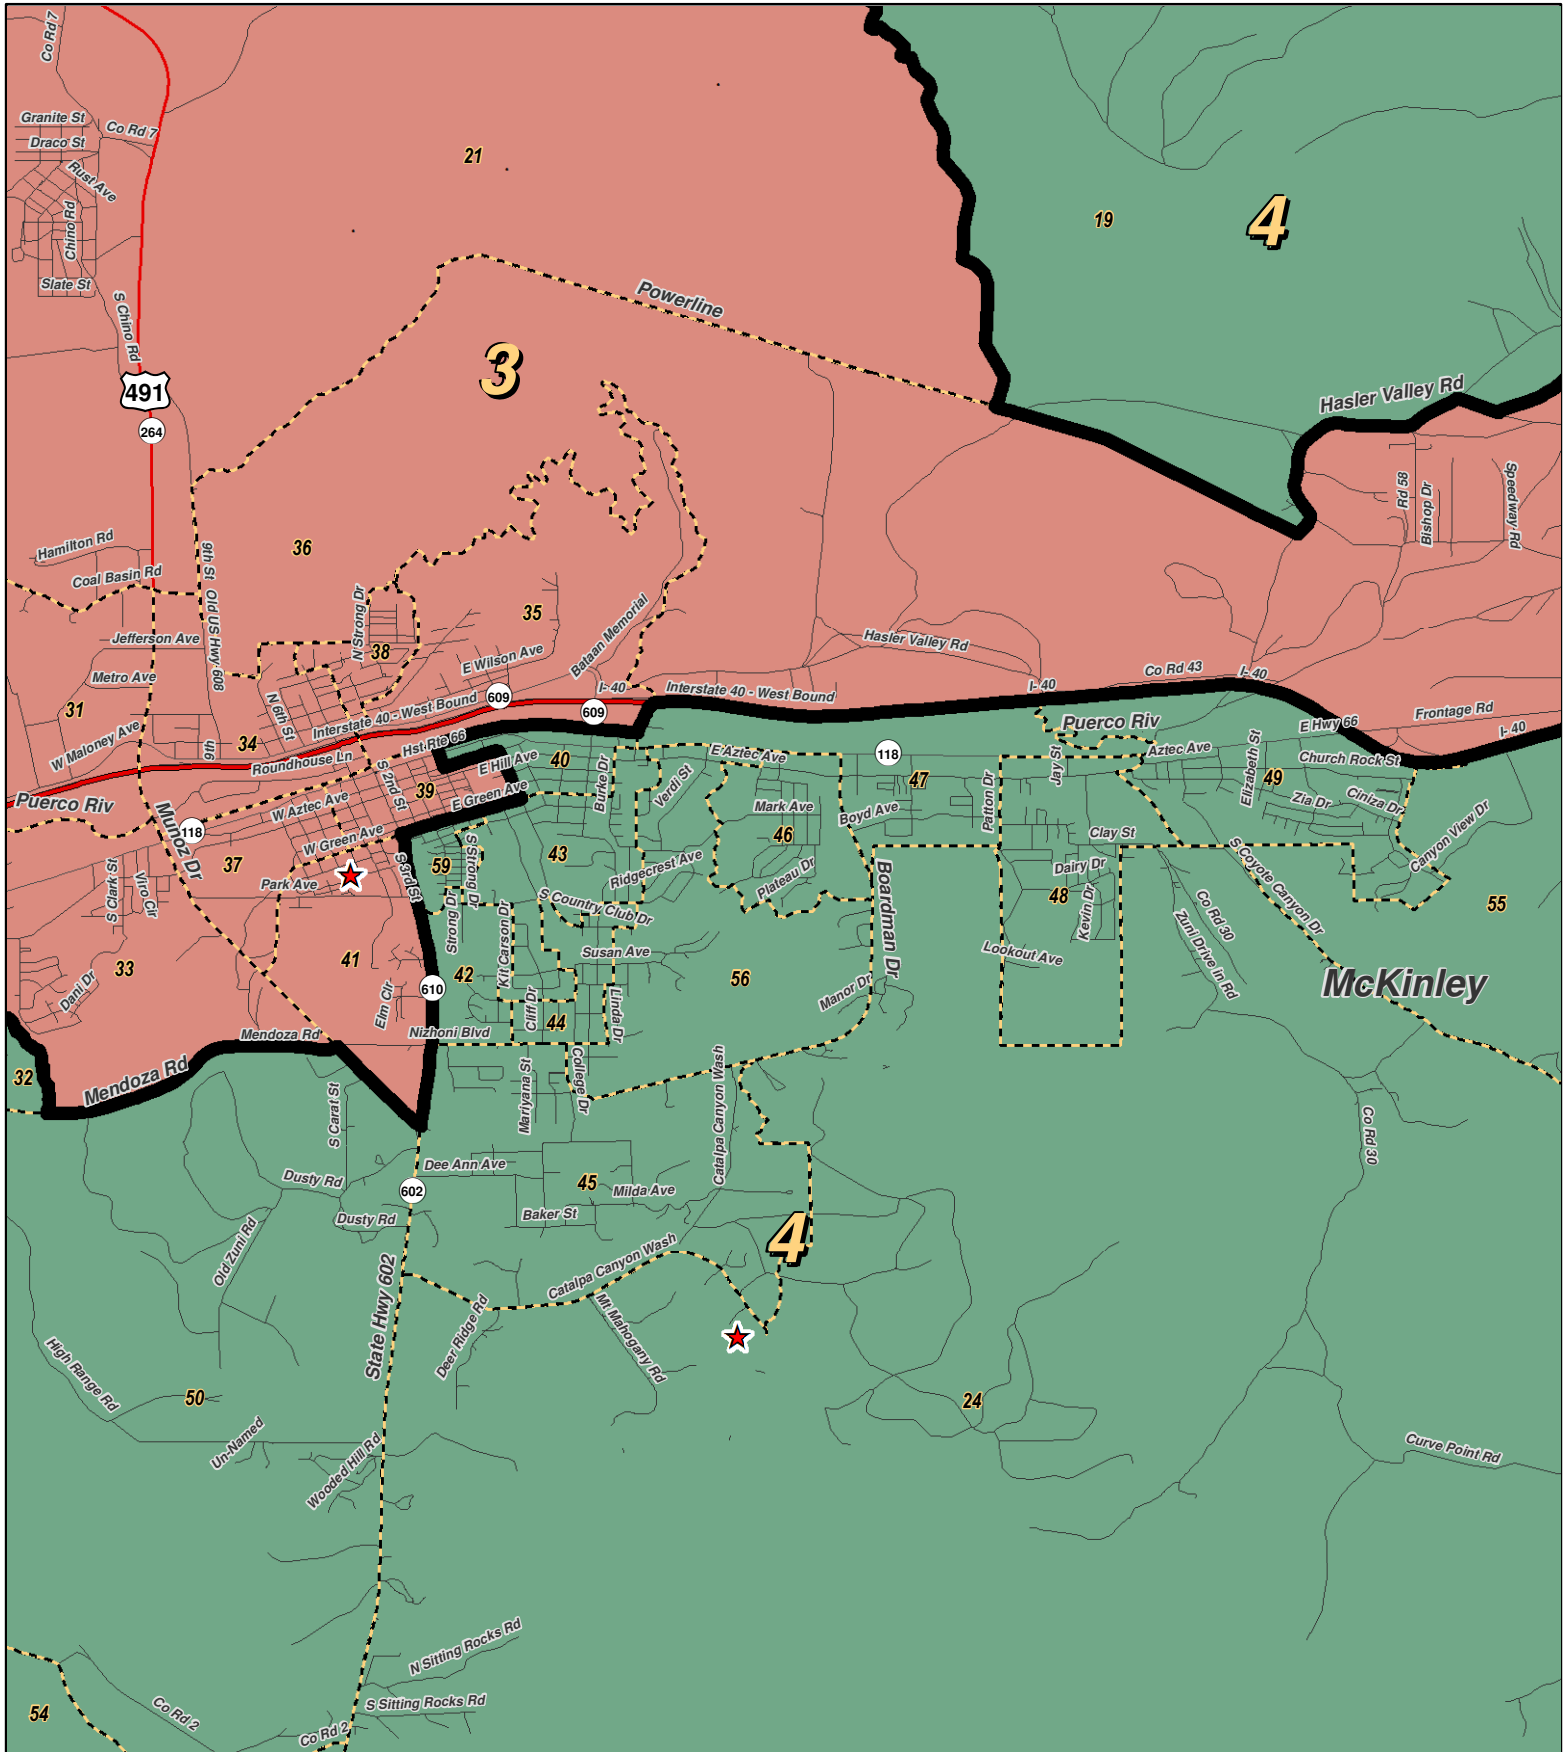 Co Rd 7
Granite St
Co Rd 7
Draco St
Rust Ave
21
Chino Rd
19
4
Slate St
S Chino Rd
Powerline
3
491
264
Hasler Valley Rd
Rd 58
Bishop Dr
Speedway Rd
Hamilton Rd
36
9th St
Coal Basin Rd
Old US Hwy 608
N Strong Dr
35
Bataan Memorial
Jefferson Ave
38
E Wilson Ave
Hasler Valley Rd
Co Rd 43
I- 40
Metro Ave
I- 40
I- 40
Interstate 40 - West Bound
609
31
N 6th St
Interstate 40 - West Bound
609
Puerco Riv
E Hwy 66
Frontage Rd
W Maloney Ave
9th
34
Hst Rte 66
I- 40
Roundhouse Ln
S 2nd St
E Hill Ave
40
Burke Dr
E Aztec Ave
118
Jay St
Aztec Ave
Elizabeth St
Church Rock St
Puerco Riv
W Aztec Ave
39
E Green Ave
Verdi St
47
Patton Dr
49
Zia Dr
Ciniza Dr
Munoz Dr
118
W Green Ave
Mark Ave
Boyd Ave
46
Clay St
S Coyote Canyon Dr
Canyon View Dr
37
S 3rd St
59
S Strong Dr
43
Ridgecrest Ave
Plateau Dr
Boardman Dr
Dairy Dr
S Clark St
Viro Cir
Park Ave
Strong Dr
S Country Club Dr
48
Kevin Dr
Co Rd 30
Zuni Drive In Rd
55
Kit Carson Dr
Susan Ave
Lookout Ave
33
Dani Dr
41
42
56
Manor Dr
McKinley
Elm Cir
610
Cliff Dr
44
Linda Dr
Mendoza Rd
Nizhoni Blvd
32
Mendoza Rd
Mariyana St
College Dr
Catalpa Canyon Wash
S Carat St
Co Rd 30
Dee Ann Ave
Dusty Rd
602
45
Milda Ave
Dusty Rd
Baker St
4
Old Zuni Rd
Catalpa Canyon Wash
State Hwy 602
Deer Ridge Rd
Mt Mahogany Rd
High Range Rd
50
24
Un-Named
Wooded Hill Rd
Curve Point Rd
N Sitting Rocks Rd
S Sitting Rocks Rd
54
Co Rd 2
Co Rd 2